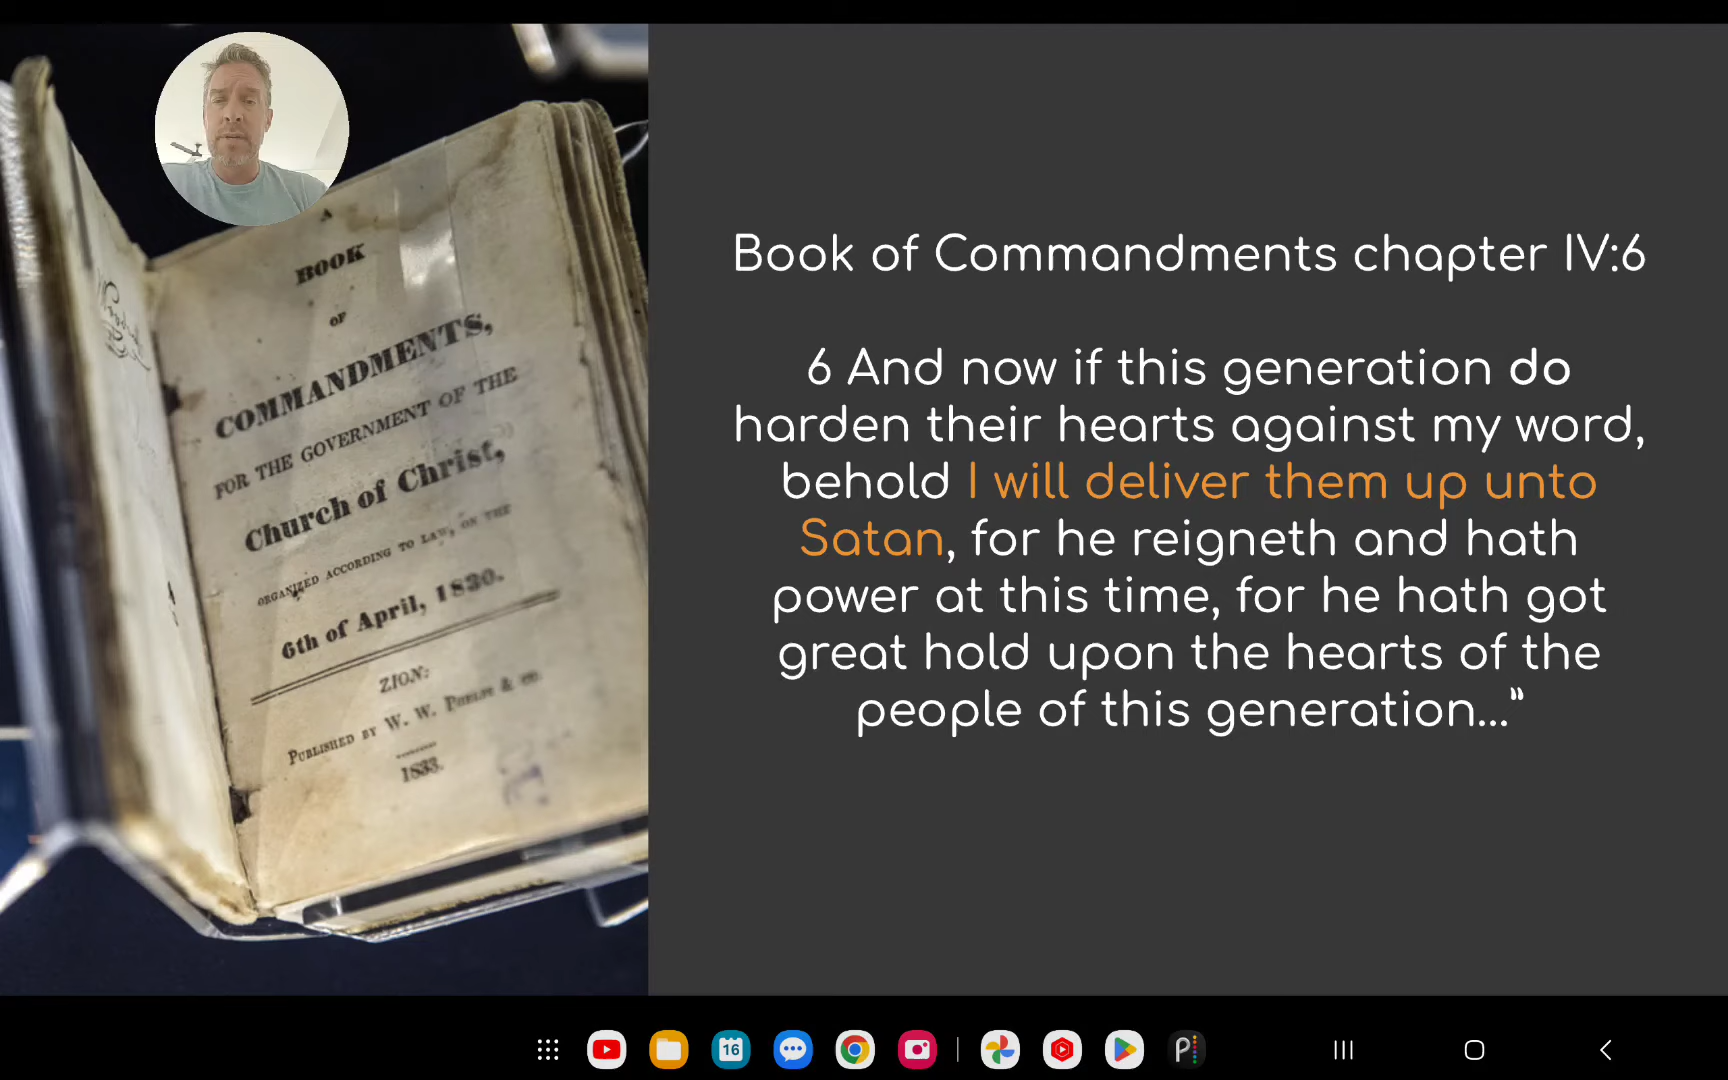 A
BOOK
OF
COMMANDMENTS,
FOR THE GOVERNMENT OF THE
Church of Christ,
ORGANIZED ACCORDING TO LAW, ON THE
6th of April, 1830.
ZION:
PUBLISHED BY W. W. PHELPS & CO.
1833.
Book of Commandments chapter IV:6
6 And now if this generation do
harden their hearts against my word,
behold I will deliver them up unto
Satan, for he reigneth and hath
power at this time, for he hath got
great hold upon the hearts of the
people of this generation...”
16